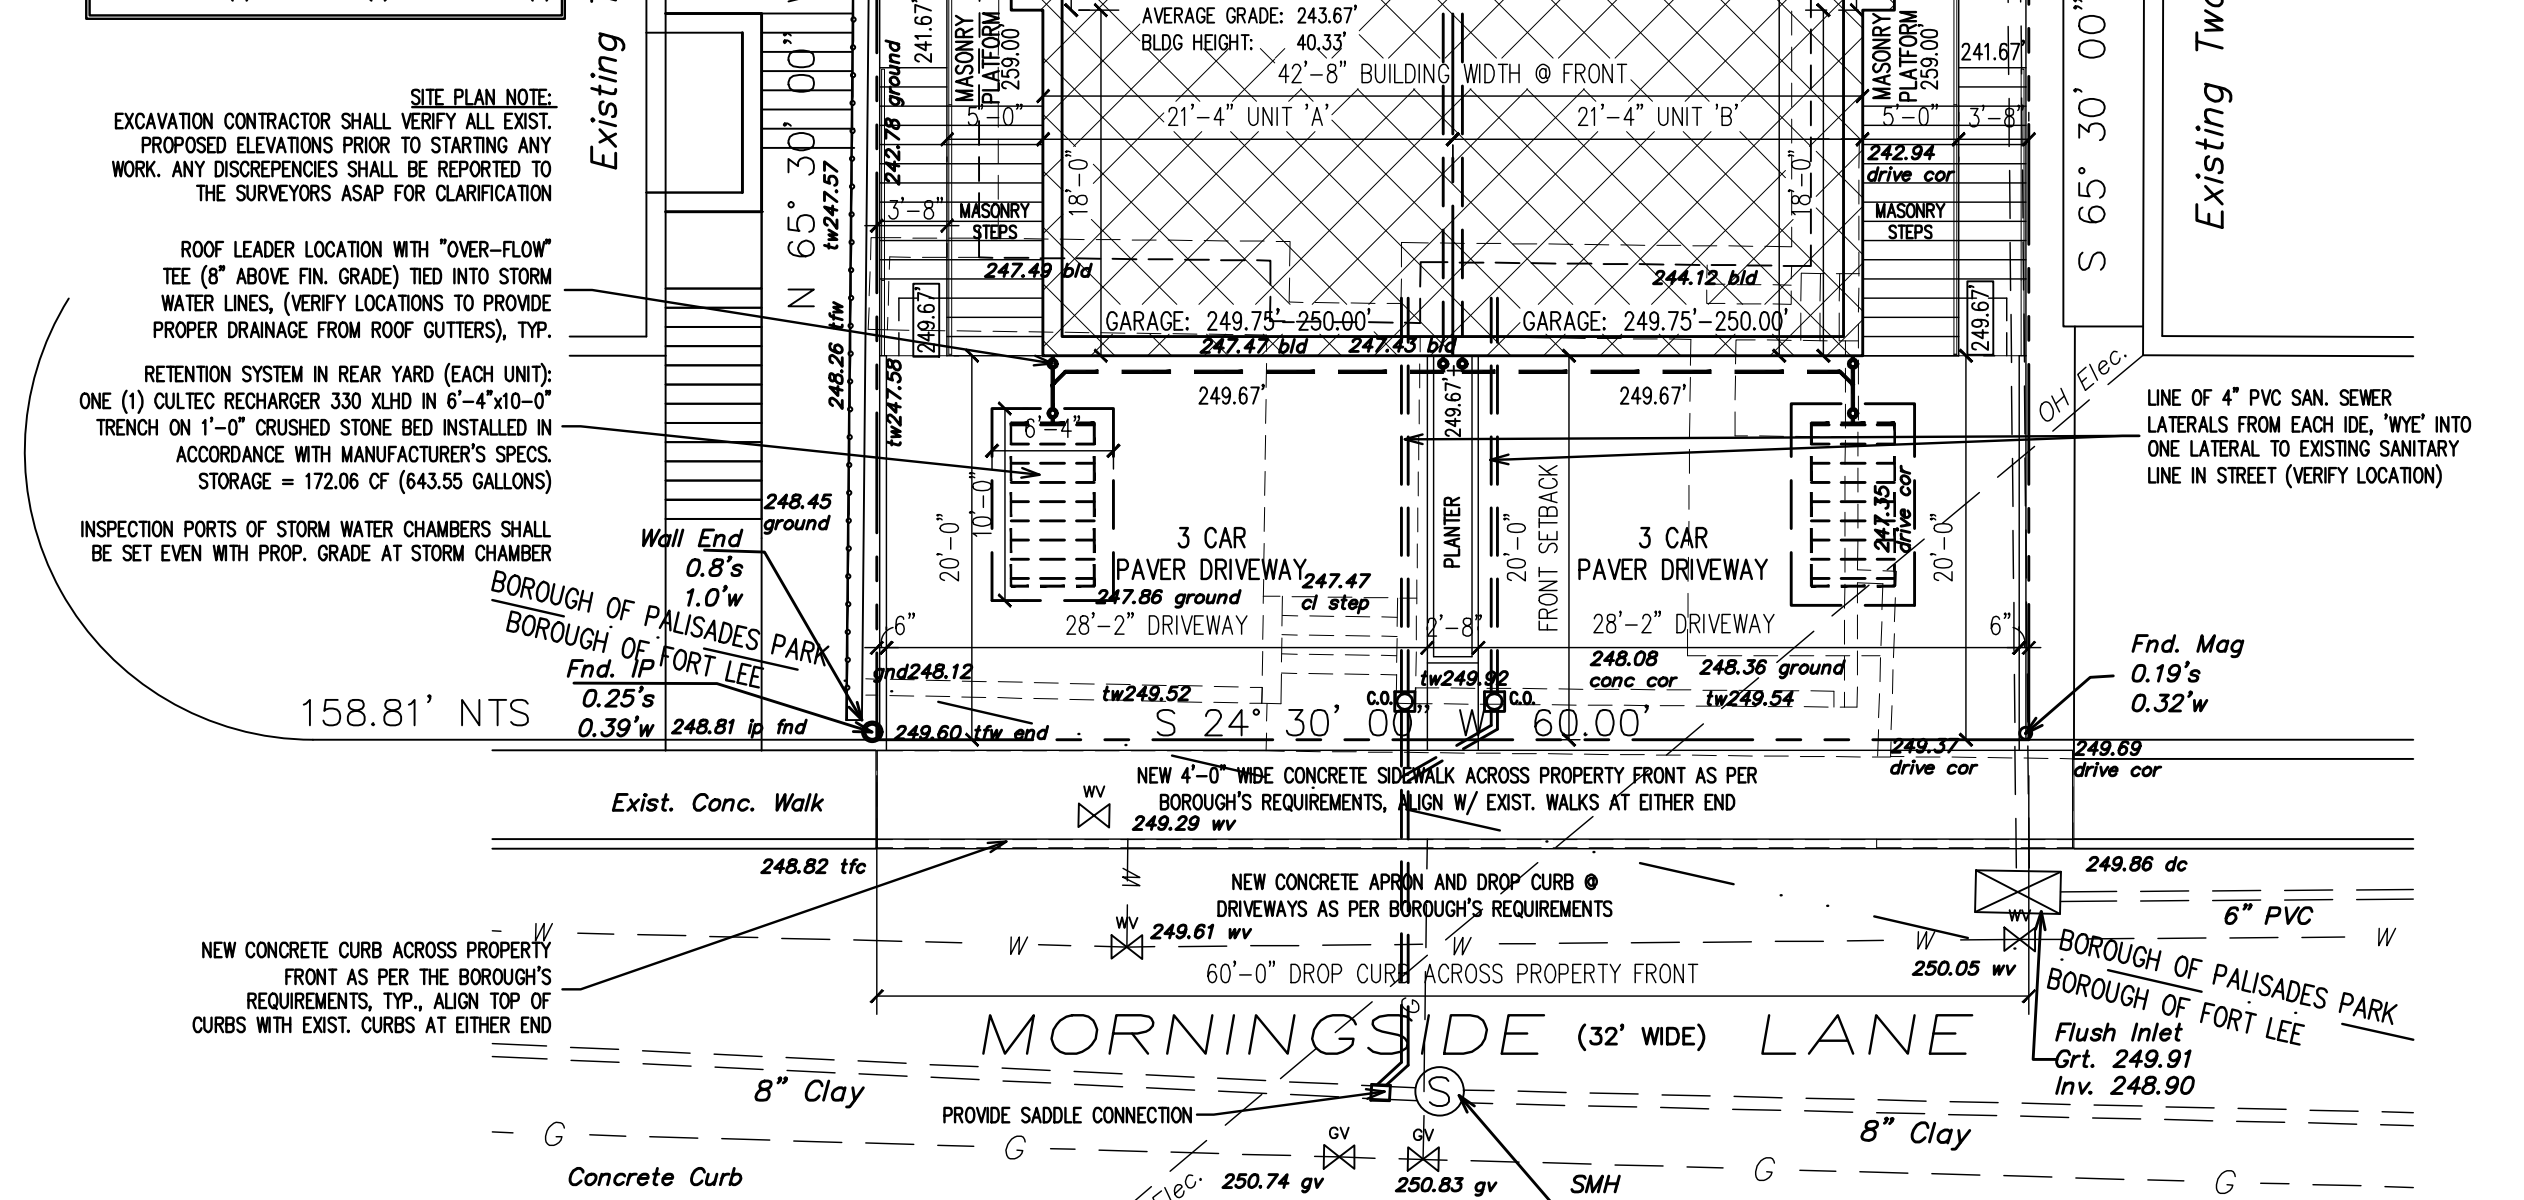 AVERAGE GRADE: 243.67'
BLDG HEIGHT: 40.33'
42'-8" BUILDING WIDTH @ FRONT
21'-4" UNIT 'A'
21'-4" UNIT 'B'
MASONRY
PLATFORM
259.00'
241.67'
5'-0"
3'-8"
18'-0"
MASONRY
STEPS
249.67'
242.78 ground
MASONRY
PLATFORM
259.00'
241.67'
5'-0"
3'-8"
18'-0"
242.94
drive cor
MASONRY
STEPS
249.67'
Existing
Existing Two
N 65° 30' 00"
S 65° 30' 00"
tw247.57
248.26 tfw
tw247.58
SITE PLAN NOTE:
EXCAVATION CONTRACTOR SHALL VERIFY ALL EXIST.
PROPOSED ELEVATIONS PRIOR TO STARTING ANY
WORK. ANY DISCREPENCIES SHALL BE REPORTED TO
THE SURVEYORS ASAP FOR CLARIFICATION
ROOF LEADER LOCATION WITH "OVER-FLOW"
TEE (8" ABOVE FIN. GRADE) TIED INTO STORM
WATER LINES, (VERIFY LOCATIONS TO PROVIDE
PROPER DRAINAGE FROM ROOF GUTTERS), TYP.
RETENTION SYSTEM IN REAR YARD (EACH UNIT):
ONE (1) CULTEC RECHARGER 330 XLHD IN 6'-4"x10-0"
TRENCH ON 1'-0" CRUSHED STONE BED INSTALLED IN
ACCORDANCE WITH MANUFACTURER'S SPECS.
STORAGE = 172.06 CF (643.55 GALLONS)
INSPECTION PORTS OF STORM WATER CHAMBERS SHALL
BE SET EVEN WITH PROP. GRADE AT STORM CHAMBER
247.49 bld
244.12 bld
GARAGE: 249.75'-250.00'
GARAGE: 249.75'-250.00'
247.47 bld
247.43 bld
249.67'
249.67'
249.67'
OH Elec.
LINE OF 4" PVC SAN. SEWER
LATERALS FROM EACH IDE, 'WYE' INTO
ONE LATERAL TO EXISTING SANITARY
LINE IN STREET (VERIFY LOCATION)
6'-4"
10'-0"
20'-0"
PLANTER
20'-0"
FRONT SETBACK
247.35
drive cor
20'-0"
3 CAR
PAVER DRIVEWAY
3 CAR
PAVER DRIVEWAY
247.86 ground
247.47
cl step
248.45
ground
Wall End
0.8's
1.0'w
BOROUGH OF PALISADES PARK
BOROUGH OF FORT LEE
6"
28'-2" DRIVEWAY
2'-8"
28'-2" DRIVEWAY
6"
Fnd. IP
0.25's
0.39'w
248.81 ip fnd
gnd248.12
tw249.52
tw249.92
248.08
conc cor
248.36 ground
tw249.54
Fnd. Mag
0.19's
0.32'w
C.O.
C.O.
158.81' NTS
249.60 tfw end
S 24° 30' 00" W 60.00'
249.37
drive cor
249.69
drive cor
NEW 4'-0" WIDE CONCRETE SIDEWALK ACROSS PROPERTY FRONT AS PER
BOROUGH'S REQUIREMENTS, ALIGN W/ EXIST. WALKS AT EITHER END
Exist. Conc. Walk
WV
249.29 wv
248.82 tfc
249.86 dc
W
NEW CONCRETE APRON AND DROP CURB @
DRIVEWAYS AS PER BOROUGH'S REQUIREMENTS
WV
249.61 wv
WV
6" PVC
W
W
W
W
W
250.05 wv
NEW CONCRETE CURB ACROSS PROPERTY
FRONT AS PER THE BOROUGH'S
REQUIREMENTS, TYP., ALIGN TOP OF
CURBS WITH EXIST. CURBS AT EITHER END
60'-0" DROP CURB ACROSS PROPERTY FRONT
G
BOROUGH OF PALISADES PARK
BOROUGH OF FORT LEE
MORNINGSIDE (32' WIDE) LANE
Flush Inlet
Grt. 249.91
Inv. 248.90
8" Clay
S
PROVIDE SADDLE CONNECTION
8" Clay
G
G
GV
GV
G
G
Concrete Curb
Elec.
250.74 gv
250.83 gv
SMH